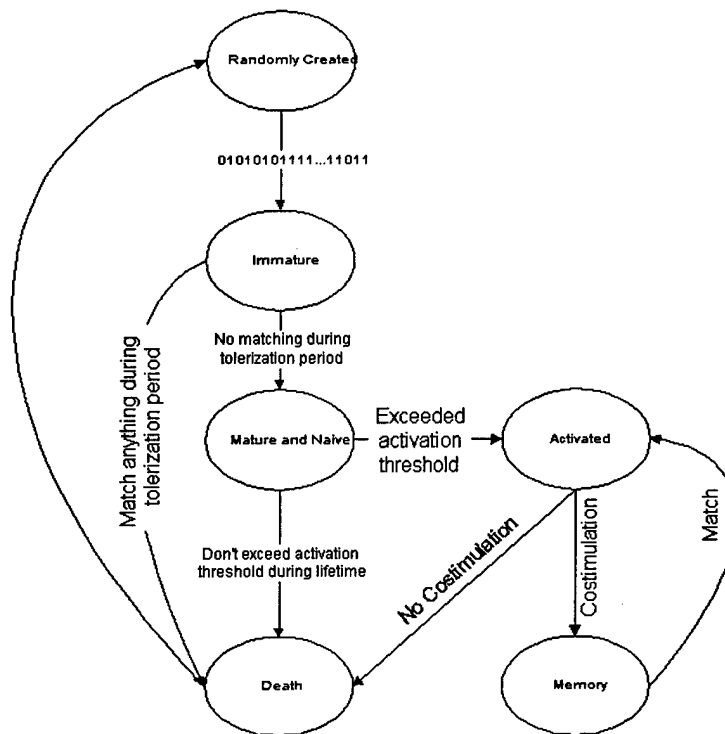 Randomly Created
01010101111...11011
Immature
No matching during
tolerization period
Match anything during
tolerization period
Mature and Naive
Exceeded
activation
threshold
Activated
Don't exceed activation
threshold during lifetime
No Costimulation
Costimulation
Match
Death
Memory